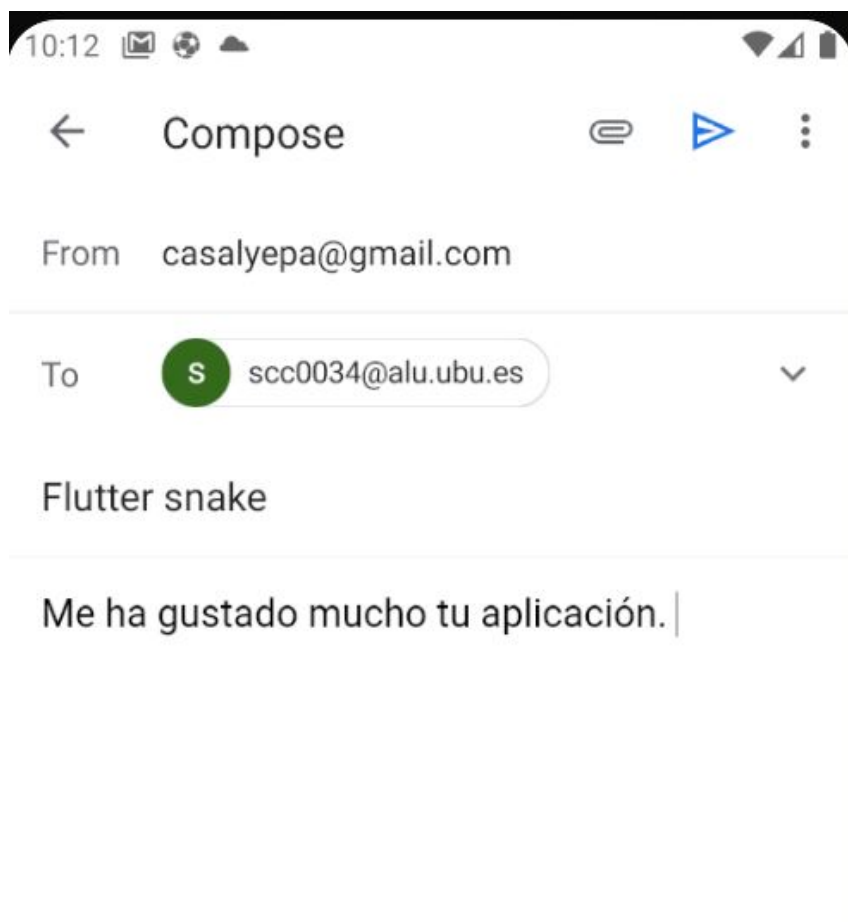 10:12
Compose
From casalyepa@gmail.com
To S scc0034@alu.ubu.es
Flutter snake
Me ha gustado mucho tu aplicación.